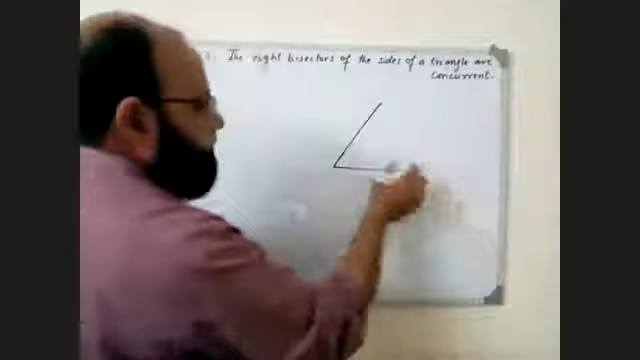 The right bisectors of the sides of a triangle are
concurrent.